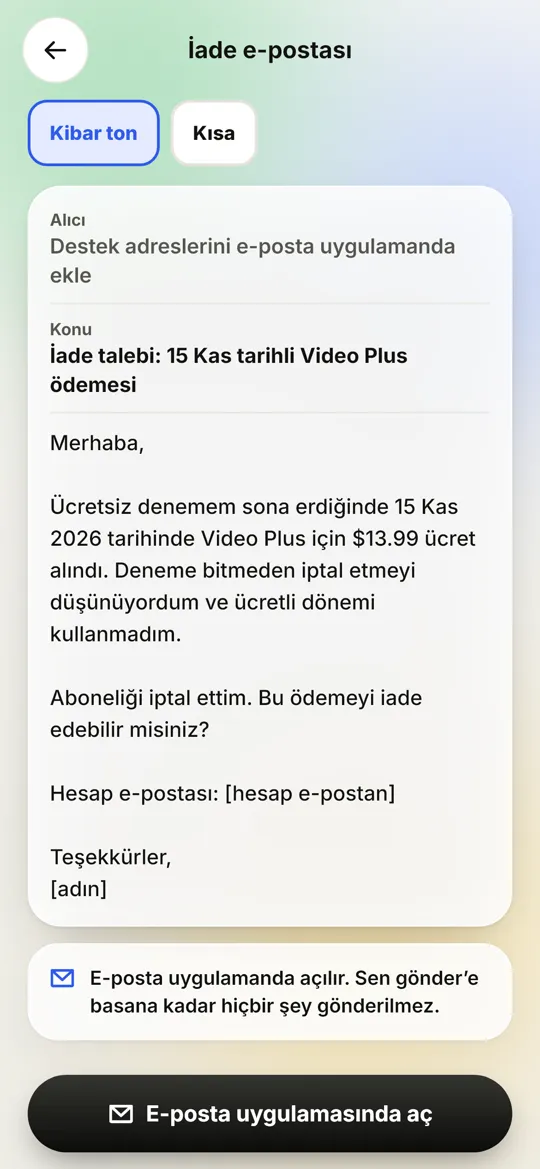 İade e-postası
Kibar ton
Kısa
Alıcı
Destek adreslerini e-posta uygulamanda
ekle
Konu
İade talebi: 15 Kas tarihli Video Plus
ödemesi
Merhaba,
Ücretsiz denemem sona erdiğinde 15 Kas
2026 tarihinde Video Plus için $13.99 ücret
alındı. Deneme bitmeden iptal etmeyi
düşünüyordum ve ücretli dönemi
kullanmadım.
Aboneliği iptal ettim. Bu ödemeyi iade
edebilir misiniz?
Hesap e-postası: [hesap e-postan]
Teşekkürler,
[adın]
E-posta uygulamanda açılır. Sen gönder’e
basana kadar hiçbir şey gönderilmez.
E-posta uygulamasında aç